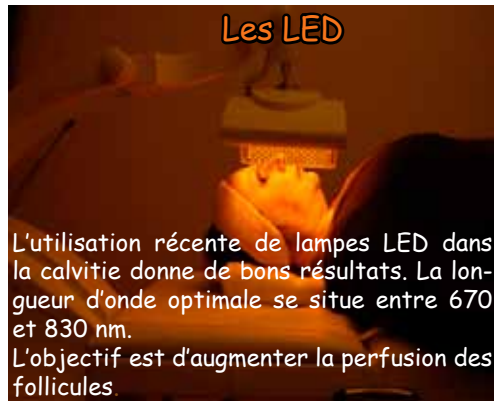 Les LED
L'utilisation récente de lampes LED dans
la calvitie donne de bons résultats. La lon-
gueur d'onde optimale se situe entre 670
et 830 nm.
L'objectif est d'augmenter la perfusion des
follicules.